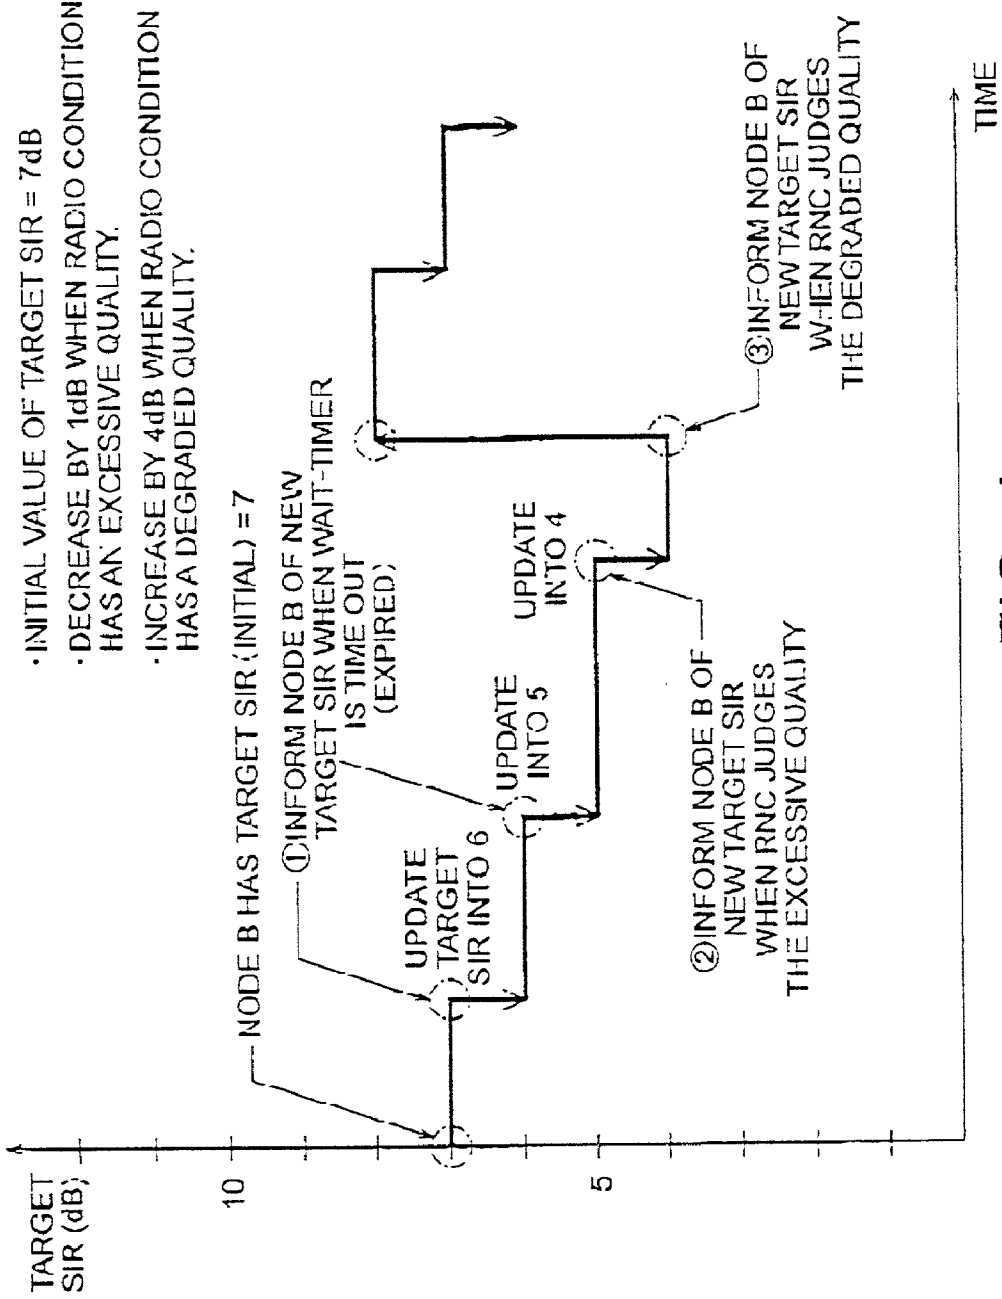 ・INITIAL VALUE OF TARGET SIR = 7dB
・DECREASE BY 1dB WHEN RADIO CONDITION
HAS AN EXCESSIVE QUALITY.
・INCREASE BY 4dB WHEN RADIO CONDITION
HAS A DEGRADED QUALITY.
TARGET
SIR (dB)
10
5
NODE B HAS TARGET SIR (INITIAL) = 7
①INFORM NODE B OF NEW
TARGET SIR WHEN WAIT-TIMER
IS TIME OUT
(EXPIRED)
UPDATE
TARGET
SIR INTO 6
UPDATE
INTO 5
UPDATE
INTO 4
②INFORM NODE B OF
NEW TARGET SIR
WHEN RNC JUDGES
THE EXCESSIVE QUALITY
③INFORM NODE B OF
NEW TARGET SIR
WHEN RNC JUDGES
THE DEGRADED QUALITY
TIME